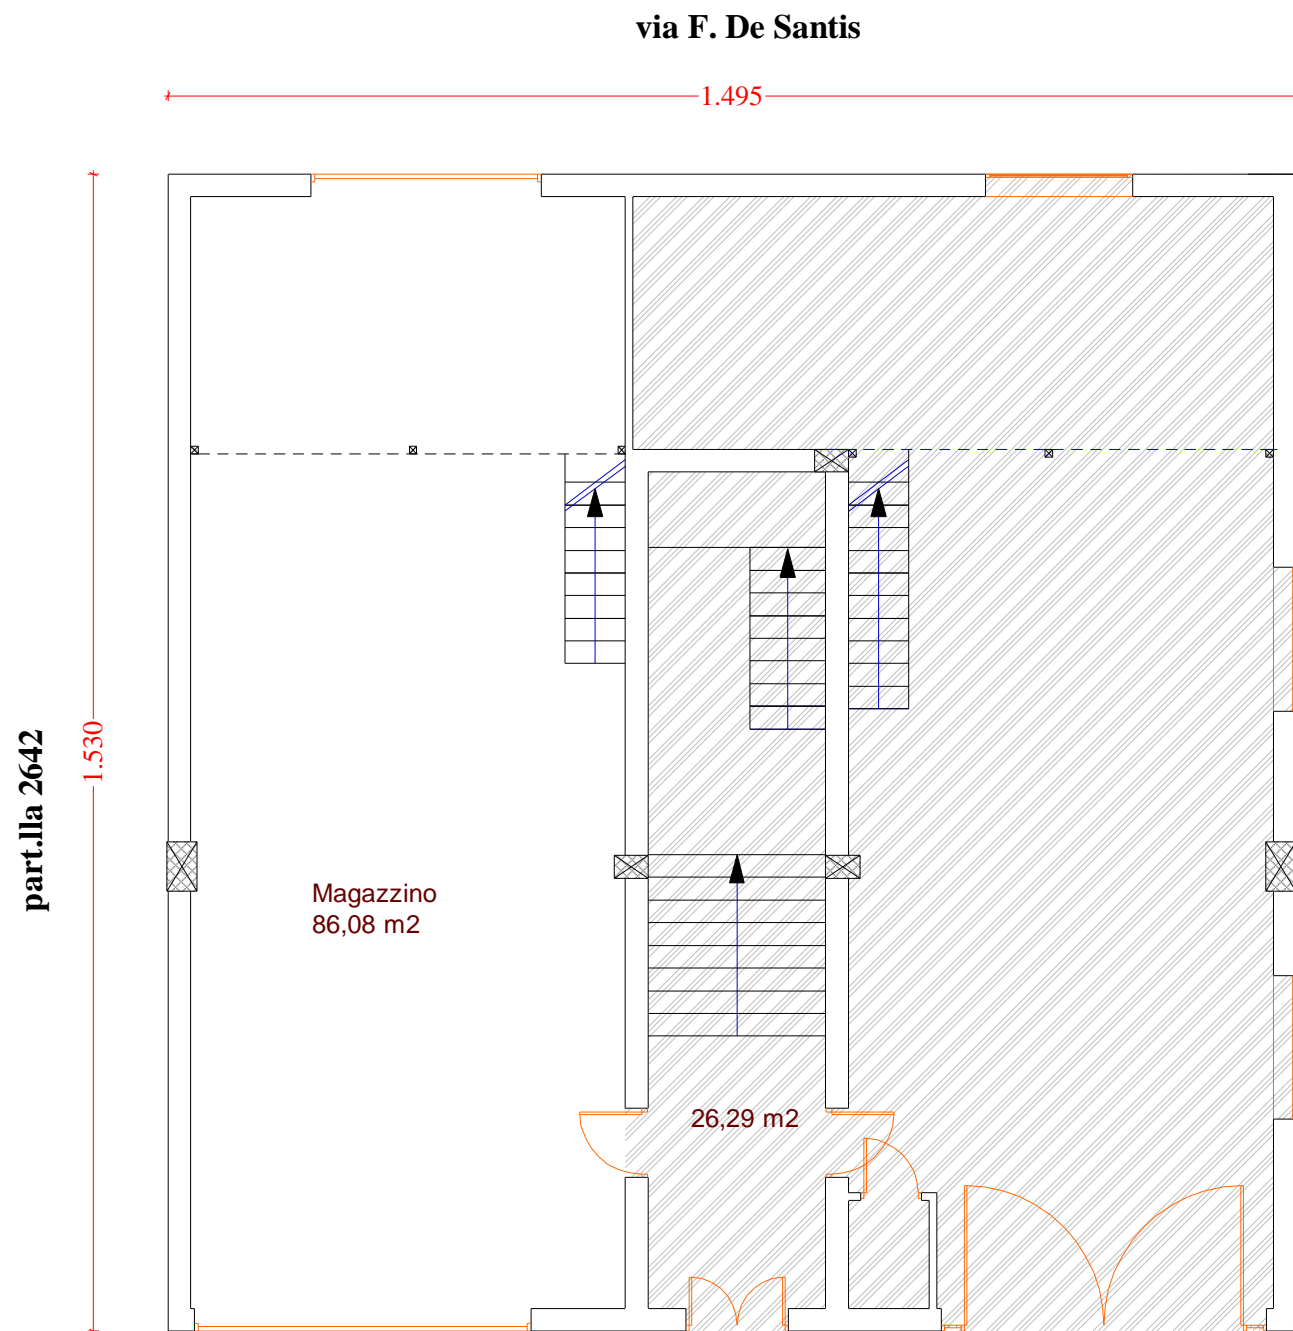 via F. De Santis
1.495
1.530
part.lla 2642
Magazzino
86,08 m2
26,29 m2